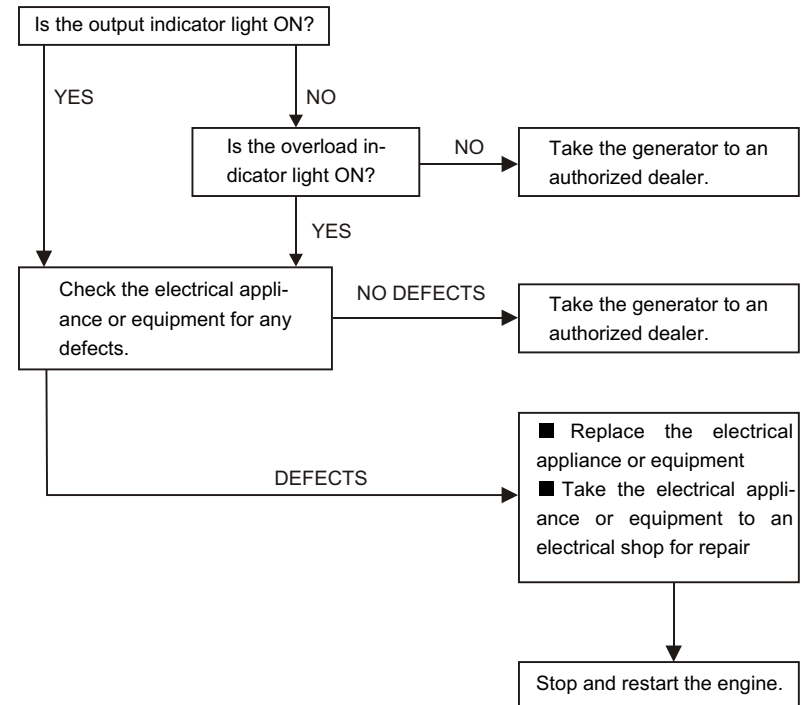 Is the output indicator light ON?
YES
NO
Is the overload in-
dicator light ON?
NO
Take the generator to an
authorized dealer.
YES
Check the electrical appli-
ance or equipment for any
defects.
NO DEFECTS
Take the generator to an
authorized dealer.
DEFECTS
■ Replace the electrical
appliance or equipment
■ Take the electrical appli-
ance or equipment to an
electrical shop for repair
Stop and restart the engine.